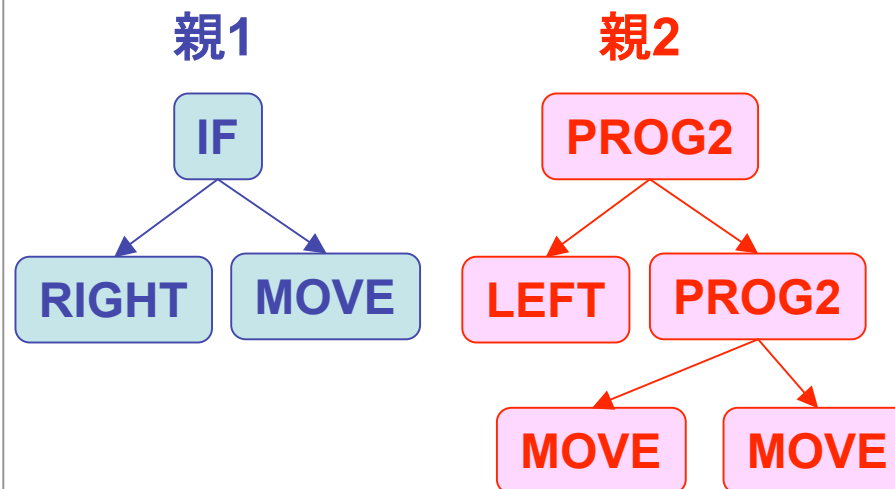 親1
親2
IF
PROG2
RIGHT
MOVE
LEFT
PROG2
MOVE
MOVE